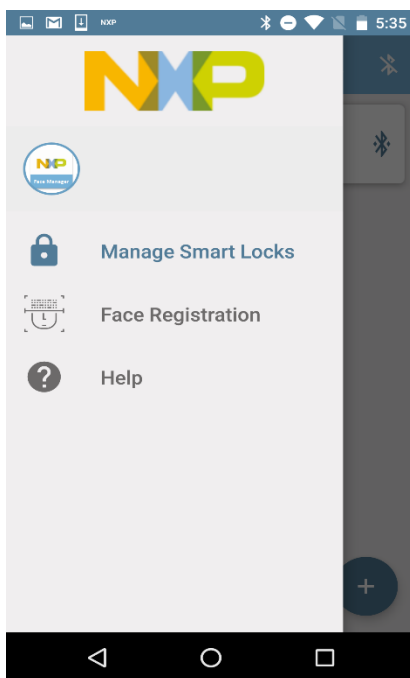 NXP
5:35
NXP
NXP
Face Manager
Manage Smart Locks
Face Registration
Help